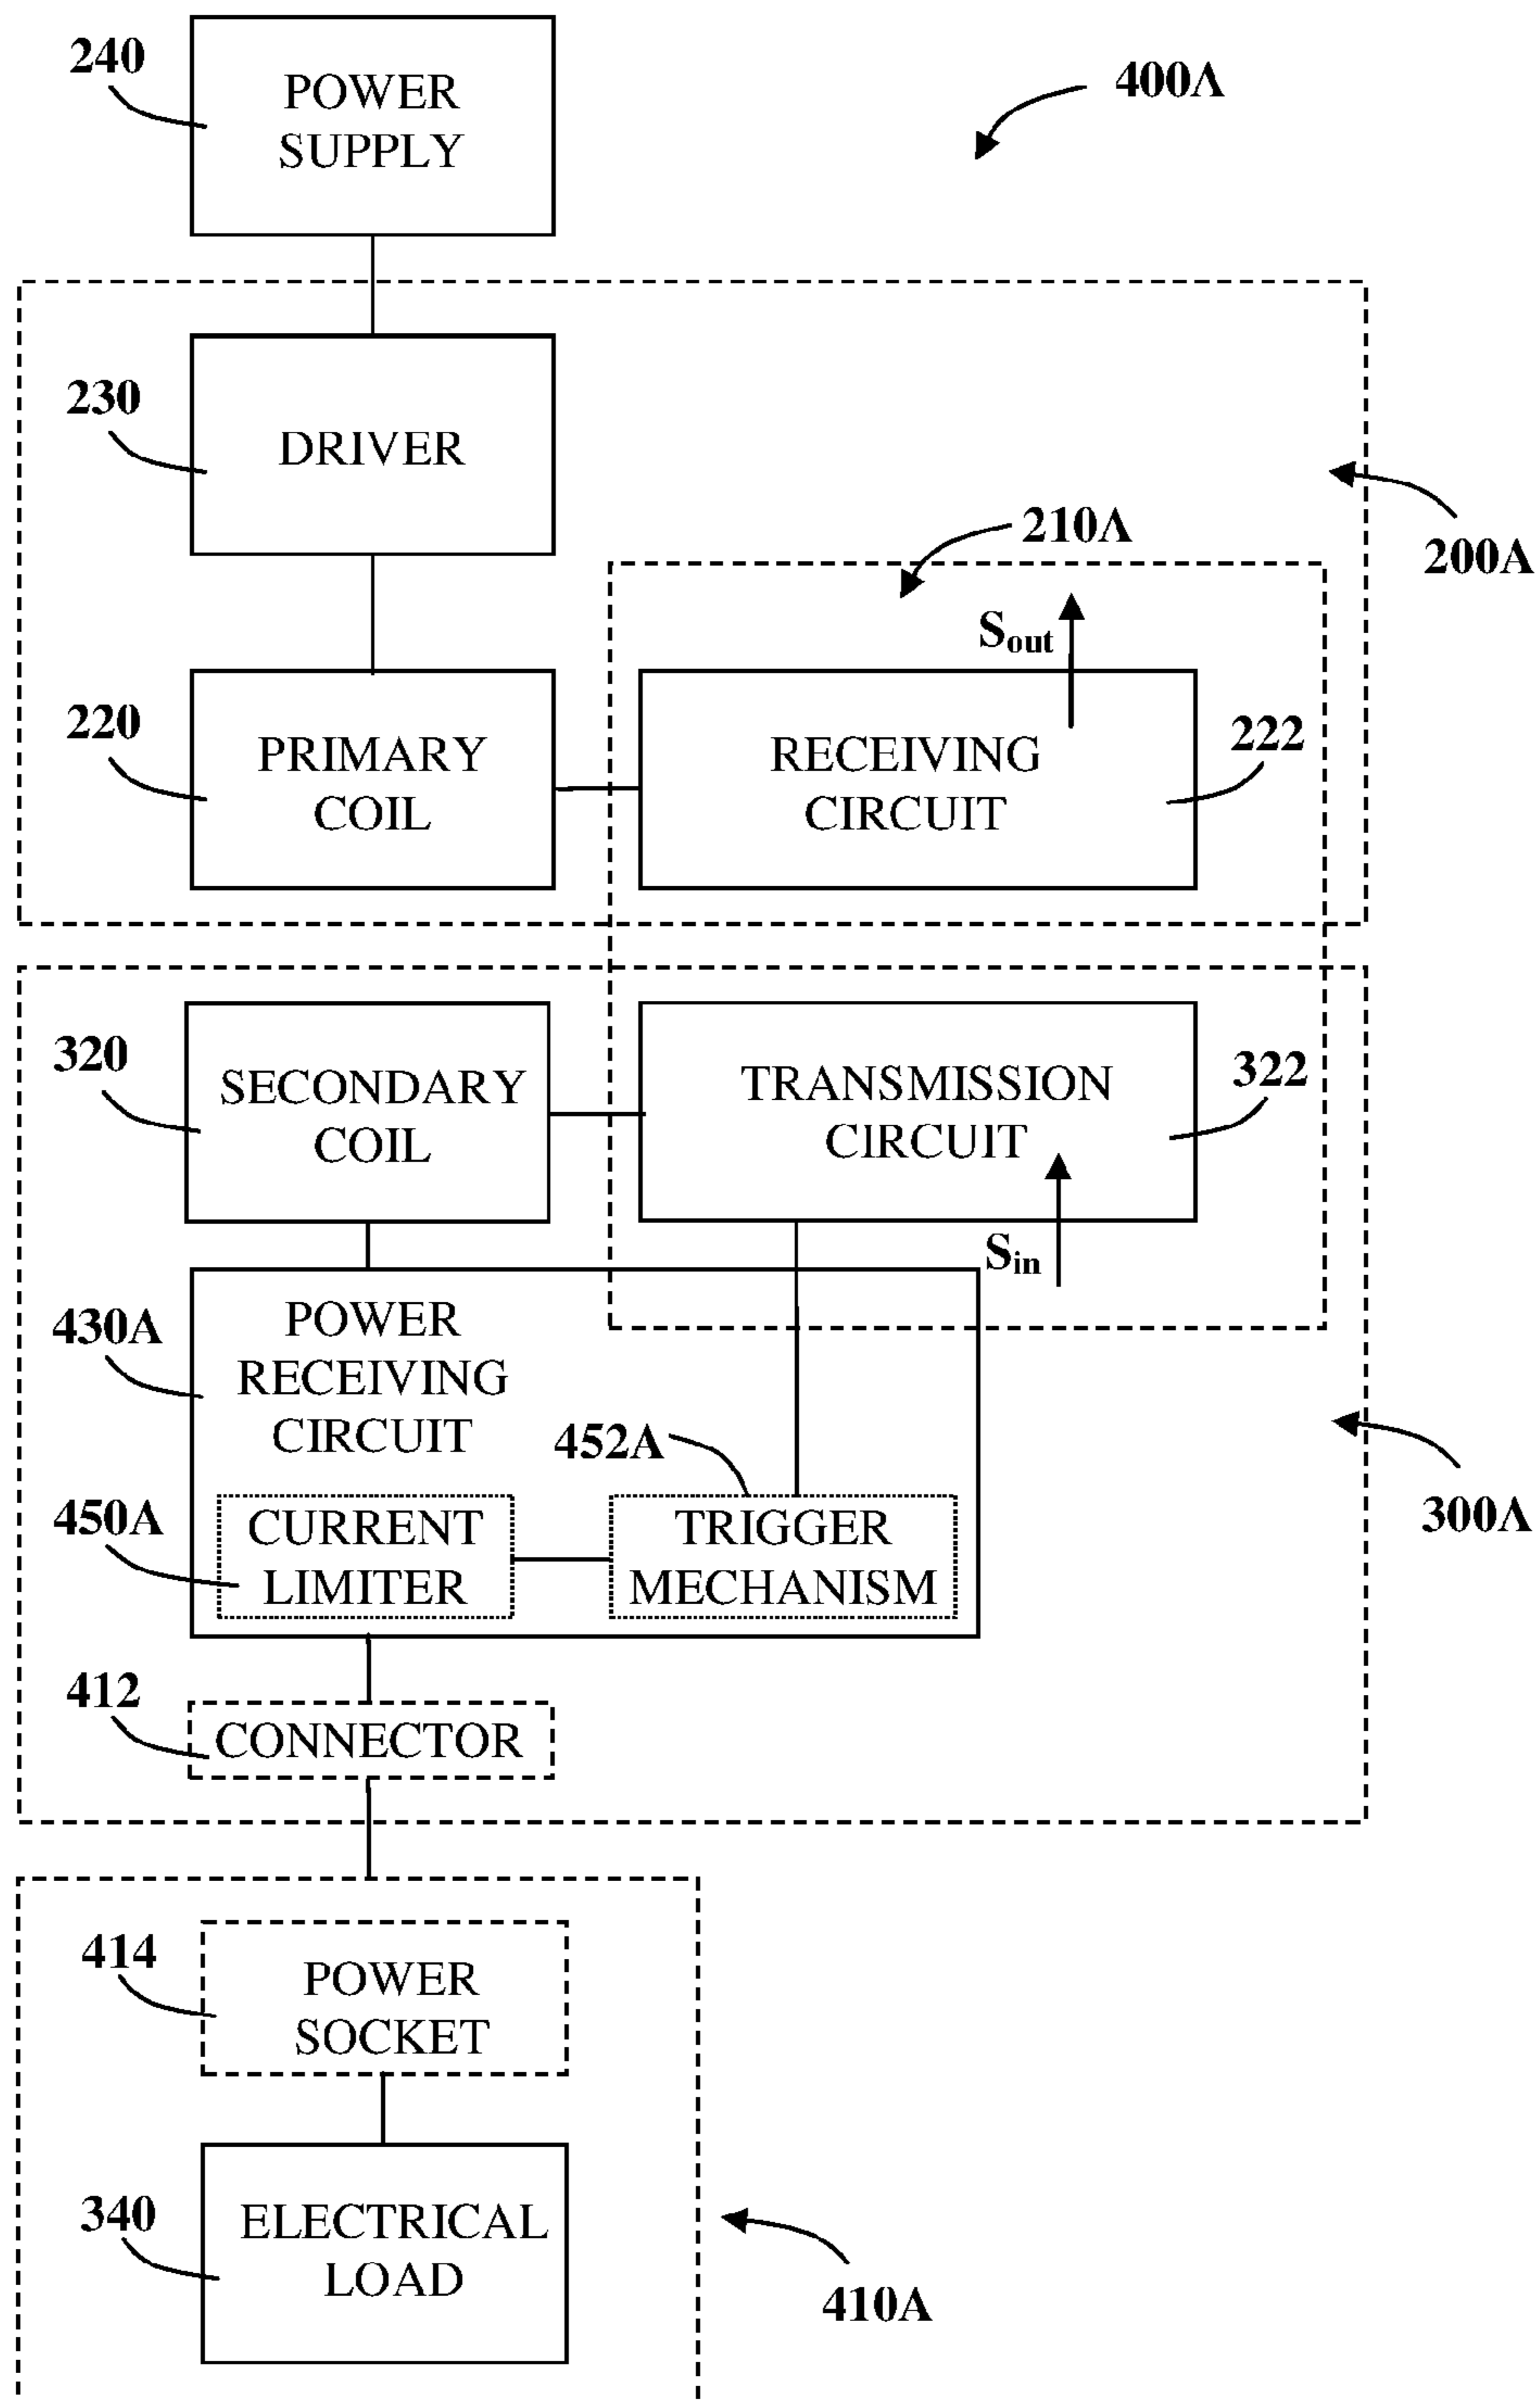 240
POWER
SUPPLY
400A
230
DRIVER
200A
210A
Sout
220
PRIMARY
COIL
RECEIVING
CIRCUIT
222
320
SECONDARY
COIL
TRANSMISSION
CIRCUIT
322
Sin
430A
POWER
RECEIVING
CIRCUIT
452A
450A
CURRENT
LIMITER
TRIGGER
MECHANISM
300A
412
CONNECTOR
414
POWER
SOCKET
340
ELECTRICAL
LOAD
410A